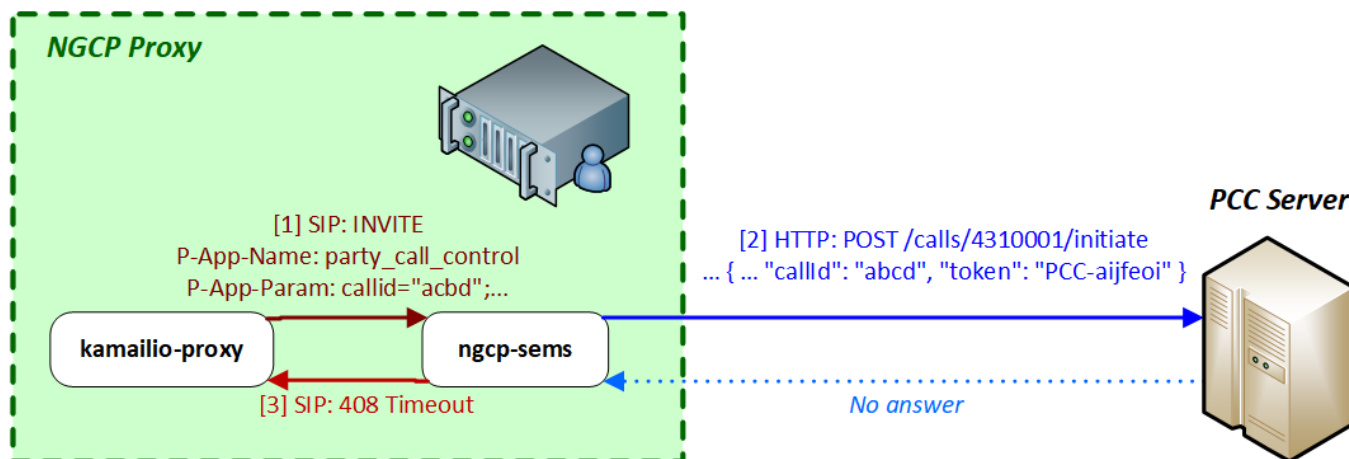 NGCP Proxy
[1] SIP: INVITE
P-App-Name: party_call_control
P-App-Param: callid="acbd";...
kamailio-proxy
ngcp-sems
[3] SIP: 408 Timeout
[2] HTTP: POST /calls/4310001/initiate
... { ... "callId": "abcd", "token": "PCC-aijfeoi" }
No answer
PCC Server